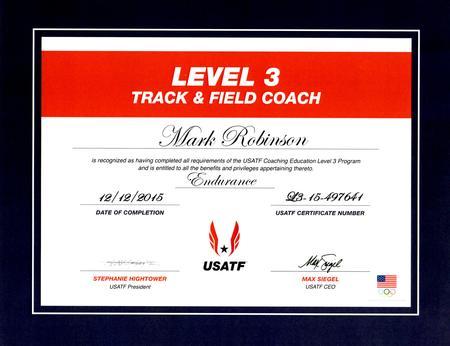 LEVEL 3
TRACK & FIELD COACH
Mark Robinson
is recognized as having completed all requirements of the USATF Coaching Education Level 3 Program
and is entitled to all the benefits and privileges appertaining thereto.
Endurance
12/12/2015
L3-15-497641
DATE OF COMPLETION
USATF CERTIFICATE NUMBER
USATF
Max Siegel
STEPHANIE HIGHTOWER
USATF President
MAX SIEGEL
USATF CEO